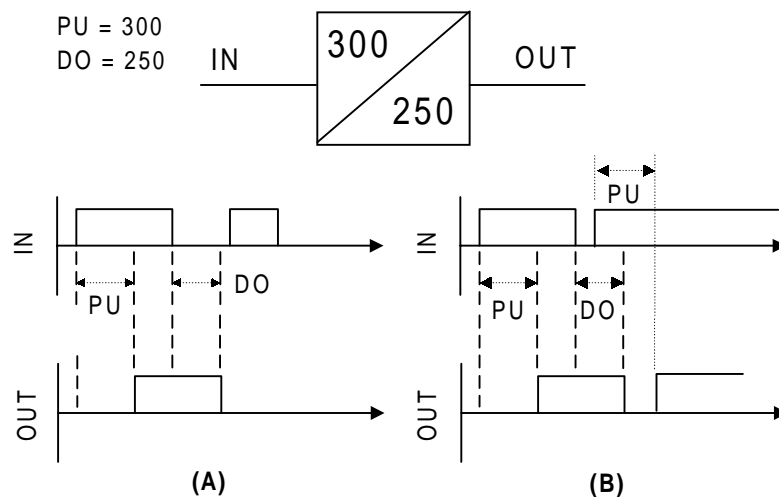 PU = 300
DO = 250
IN
300
250
OUT
PU
IN
IN
PU
DO
PU
DO
OUT
OUT
(A)
(B)